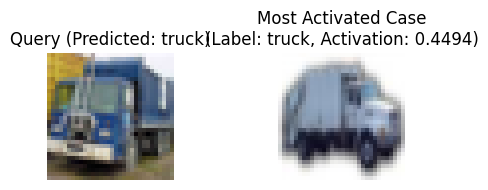 Most Activated Case
Query (Predicted: truck)
(Label: truck, Activation: 0.4494)